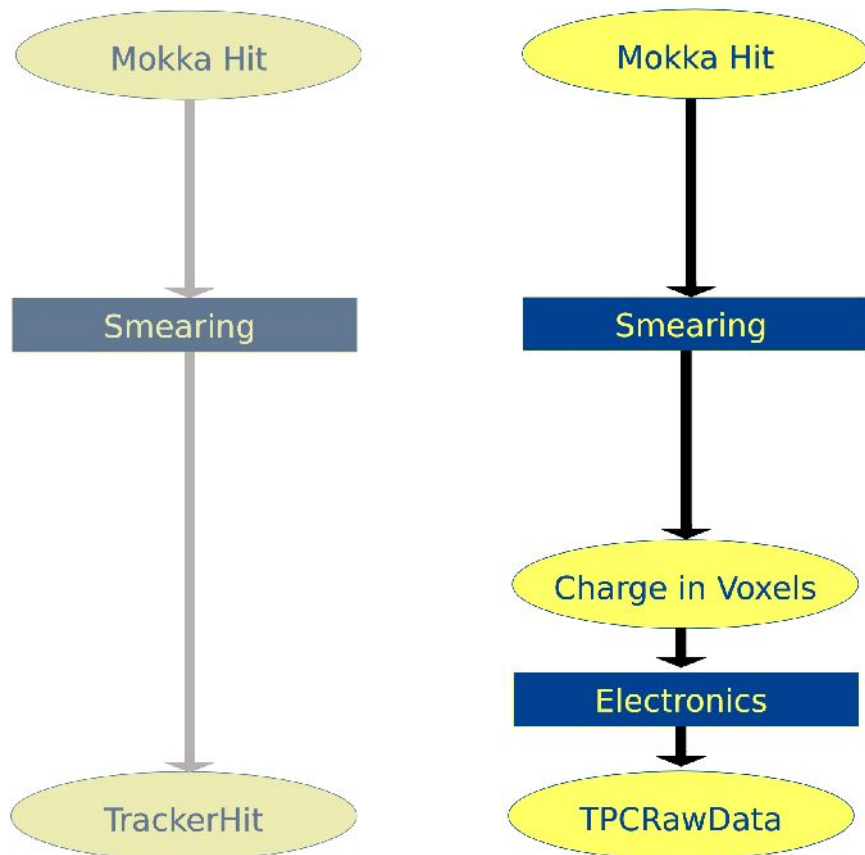 Mokka Hit
Smearing
TrackerHit
Mokka Hit
Smearing
Charge in Voxels
Electronics
TPCRawData